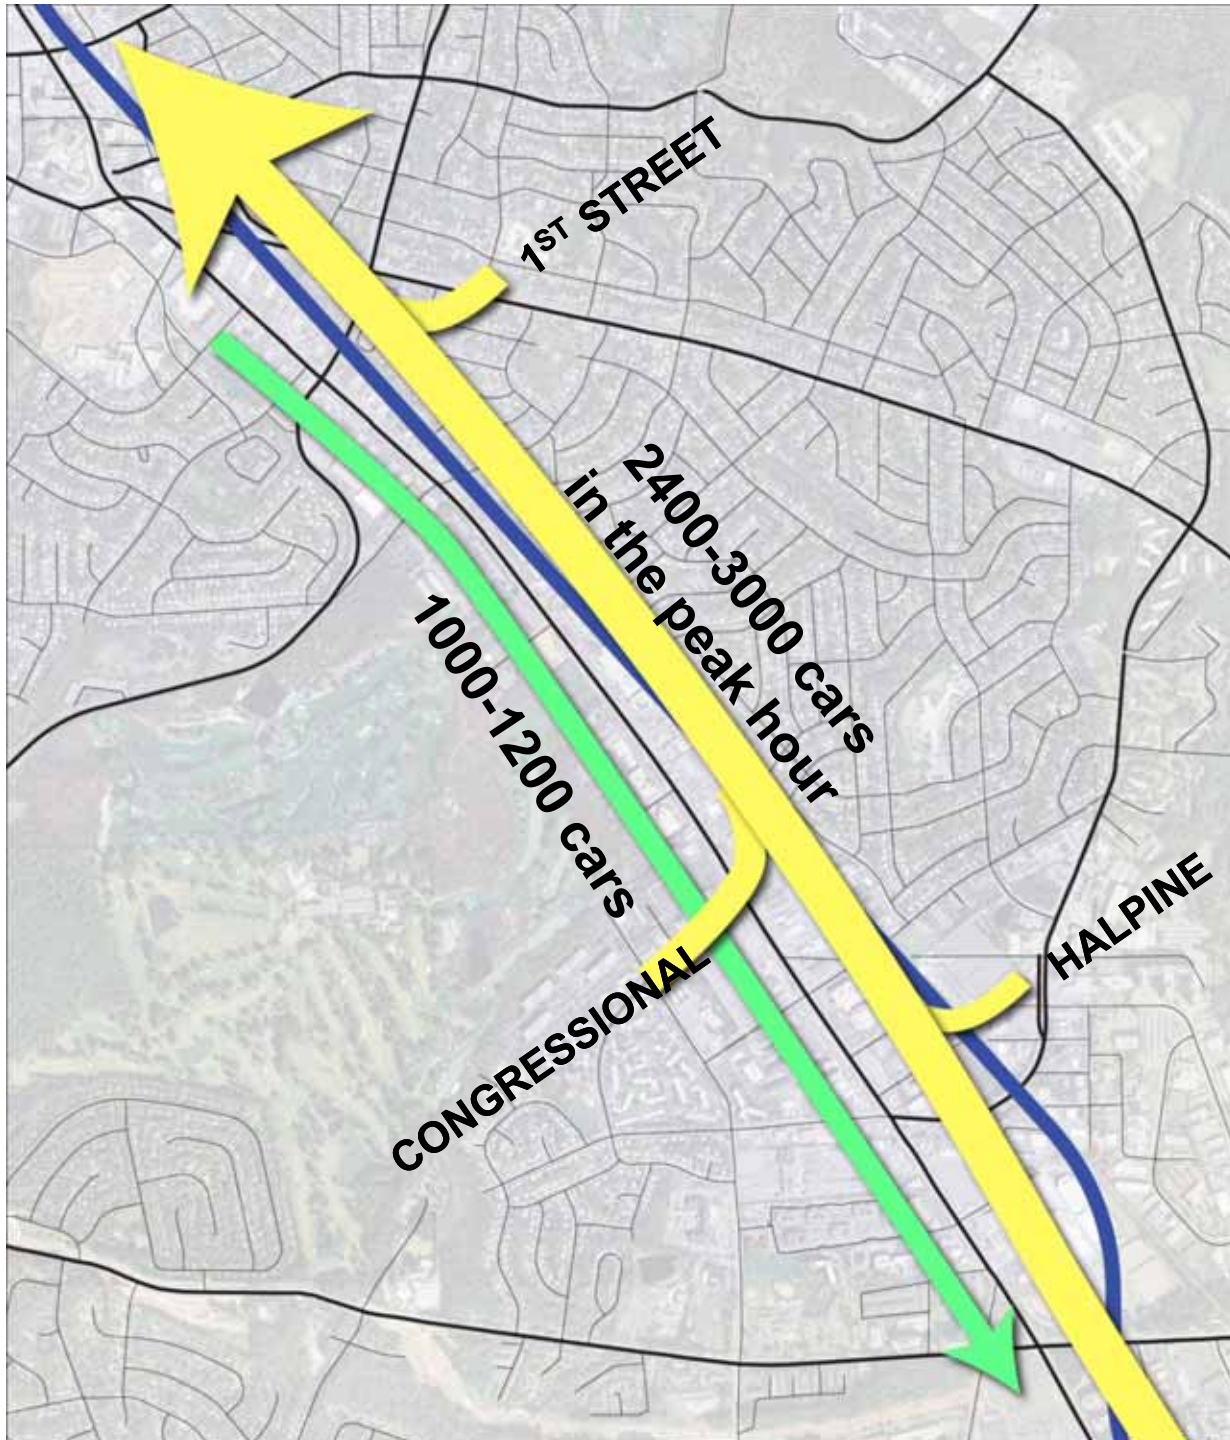 1ST STREET
2400-3000 cars
in the peak hour
1000-1200 cars
CONGRESSIONAL
HALPINE